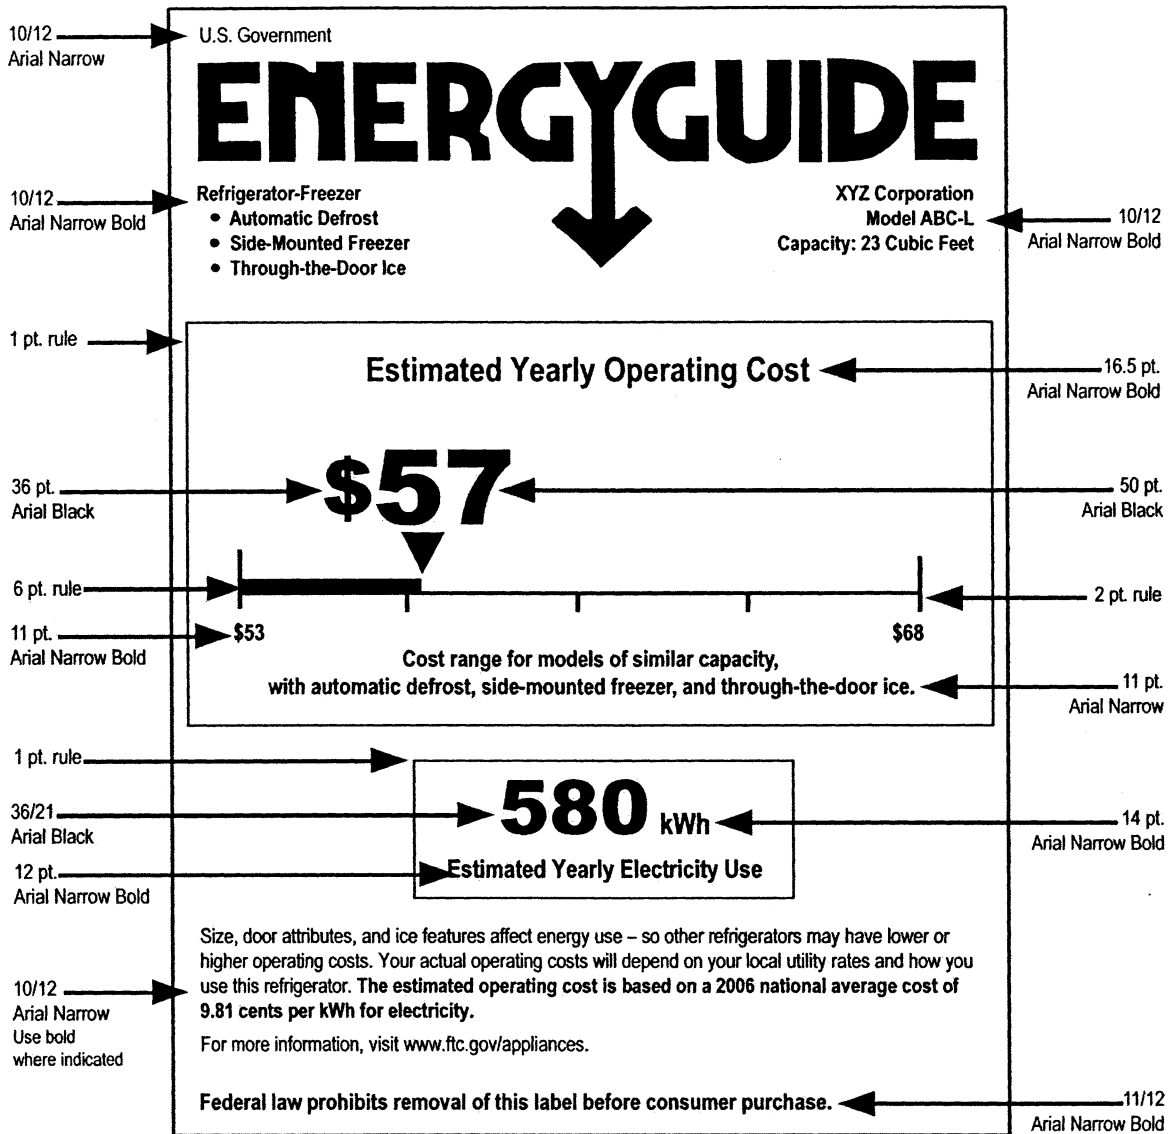 10/12
Arial Narrow
U.S. Government
ENERGYGUIDE
10/12
Arial Narrow Bold
Refrigerator-Freezer
• Automatic Defrost
• Side-Mounted Freezer
• Through-the-Door Ice
XYZ Corporation
Model ABC-L
Capacity: 23 Cubic Feet
10/12
Arial Narrow Bold
1 pt. rule
Estimated Yearly Operating Cost
16.5 pt.
Arial Narrow Bold
36 pt.
Arial Black
$57
50 pt.
Arial Black
6 pt. rule
2 pt. rule
11 pt.
Arial Narrow Bold
$53
$68
Cost range for models of similar capacity,
with automatic defrost, side-mounted freezer, and through-the-door ice.
11 pt.
Arial Narrow
1 pt. rule
36/21
Arial Black
580 kWh
14 pt.
Arial Narrow Bold
12 pt.
Arial Narrow Bold
Estimated Yearly Electricity Use
Size, door attributes, and ice features affect energy use – so other refrigerators may have lower or
higher operating costs. Your actual operating costs will depend on your local utility rates and how you
use this refrigerator. The estimated operating cost is based on a 2006 national average cost of
9.81 cents per kWh for electricity.
10/12
Arial Narrow
Use bold
where indicated
For more information, visit www.ftc.gov/appliances.
Federal law prohibits removal of this label before consumer purchase.
11/12
Arial Narrow Bold